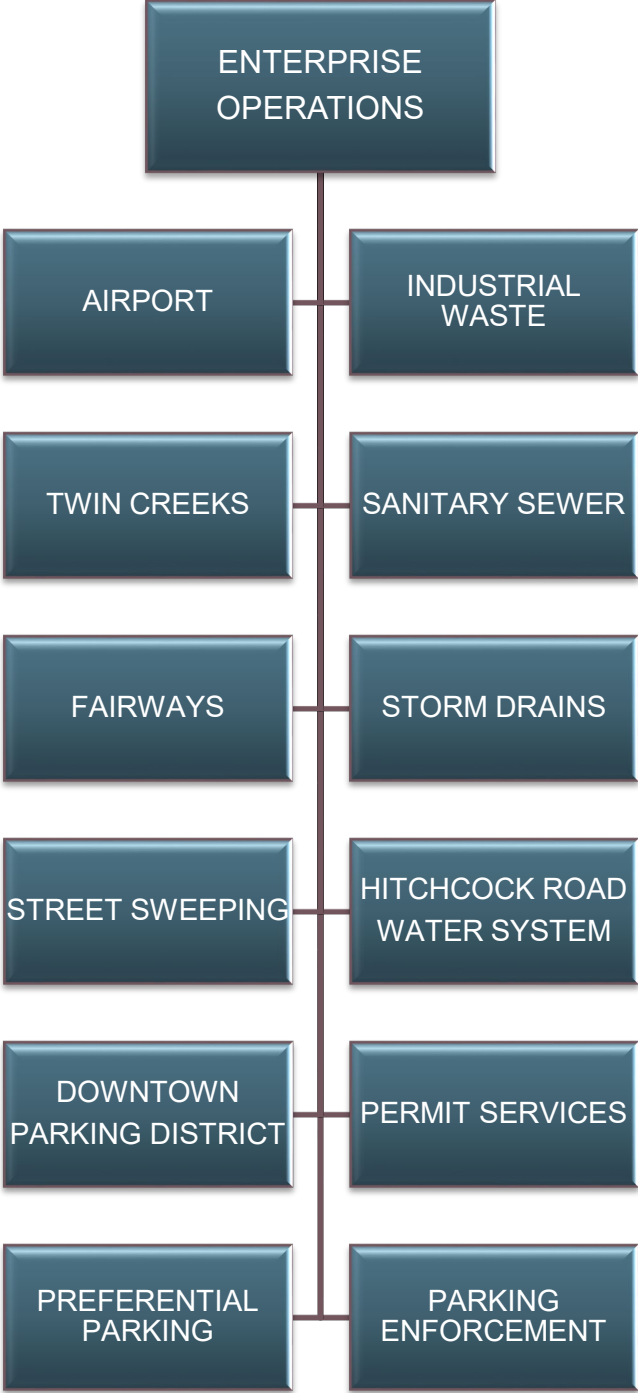 ENTERPRISE
OPERATIONS
AIRPORT
INDUSTRIAL
WASTE
TWIN CREEKS
SANITARY SEWER
FAIRWAYS
STORM DRAINS
STREET SWEEPING
HITCHCOCK ROAD
WATER SYSTEM
DOWNTOWN
PARKING DISTRICT
PERMIT SERVICES
PREFERENTIAL
PARKING
PARKING
ENFORCEMENT